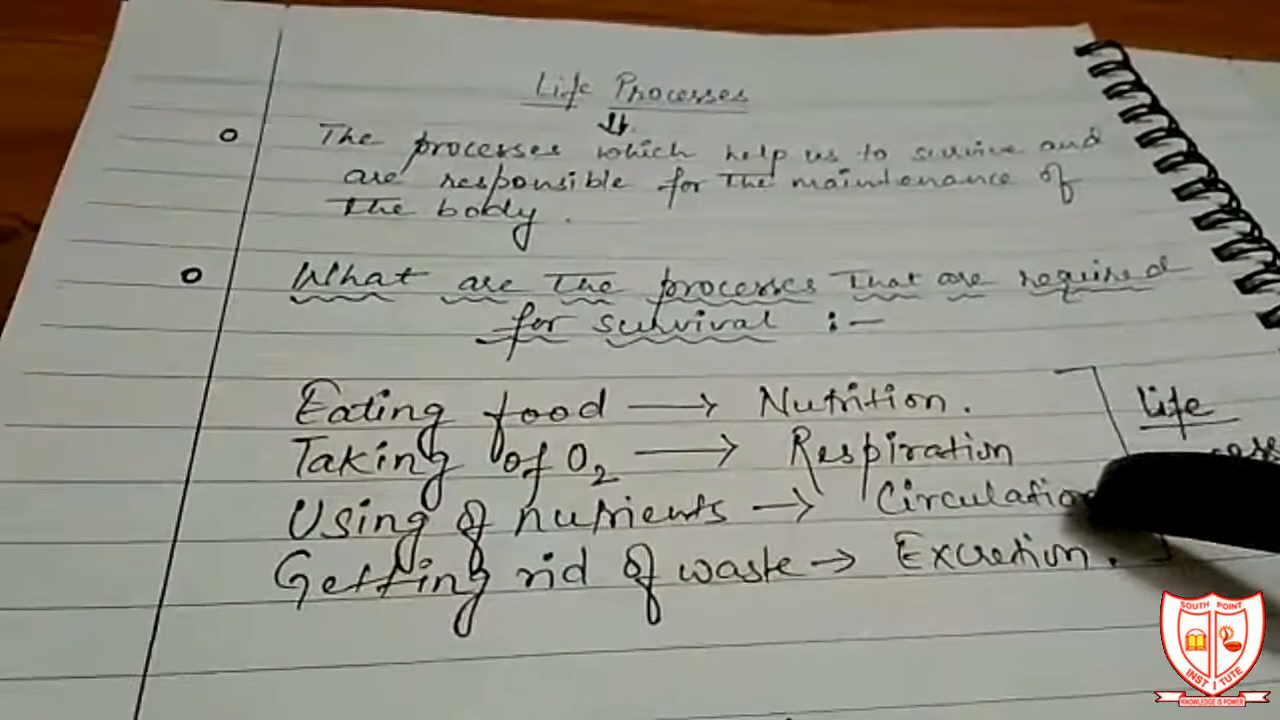 Life Processes
The processes which help us to survive and
are responsible for the maintenance of
the body.
What are the processes that are required
for survival :-
Eating food → Nutrition.
Taking of O2 → Respiration
Using of nutrients → Circulation
Getting rid of waste → Excretion.
Life
SOUTH POINT
INSTITUTE
KNOWLEDGE IS POWER